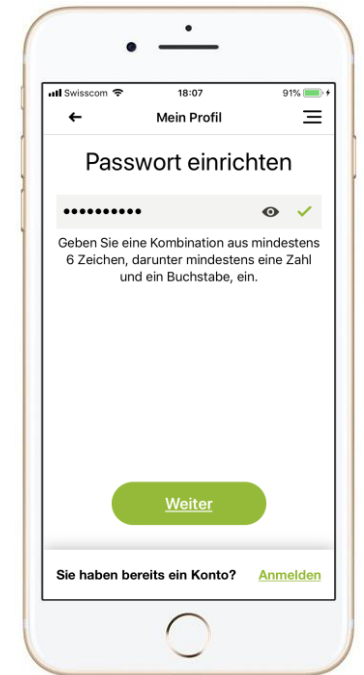 Swisscom 18:07 91%
Mein Profil
Passwort einrichten
••••••••••
Geben Sie eine Kombination aus mindestens
6 Zeichen, darunter mindestens eine Zahl
und ein Buchstabe, ein.
Weiter
Sie haben bereits ein Konto? Anmelden